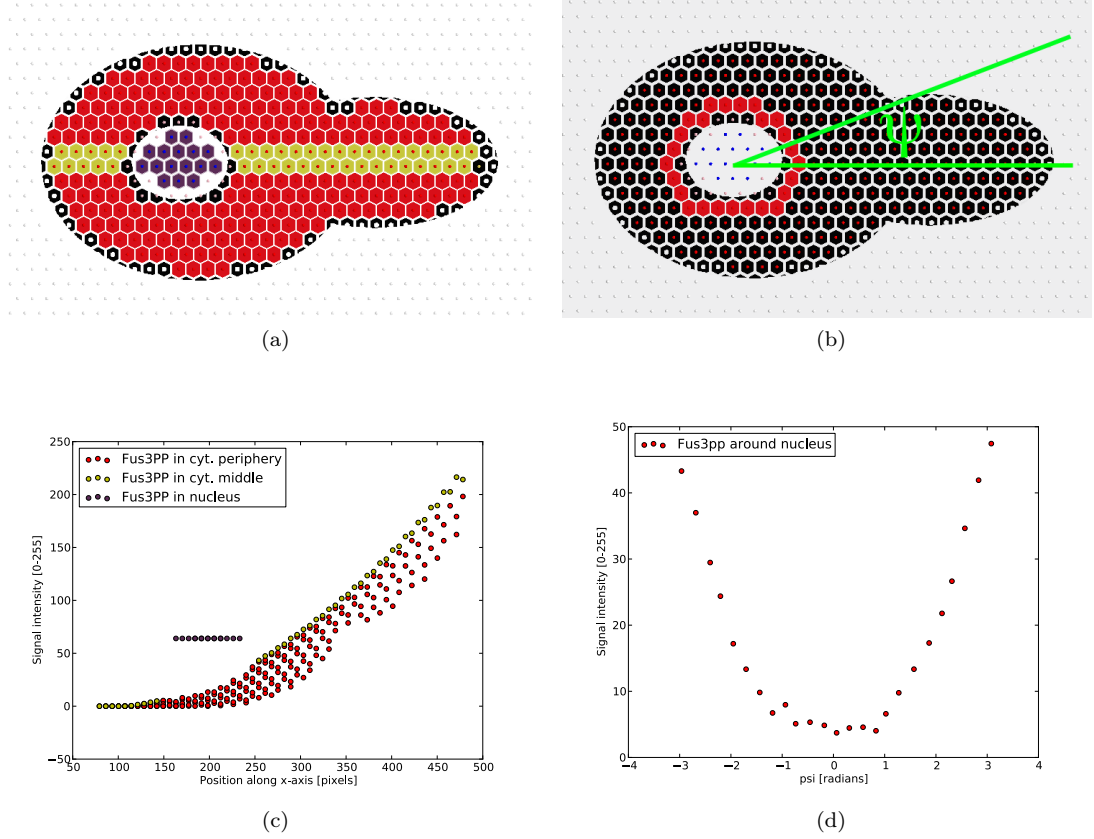 ψ
(a)
(b)
250
200
150
100
50
0
−50
50
100
150
200
250
300
350
400
450
500
Signal intensity [0-255]
Position along x-axis [pixels]
Fus3PP in cyt. periphery
Fus3PP in cyt. middle
Fus3PP in nucleus
(c)
50
40
30
20
10
0
−4
−3
−2
−1
0
1
2
3
4
Signal intensity [0-255]
psi [radians]
Fus3pp around nucleus
(d)